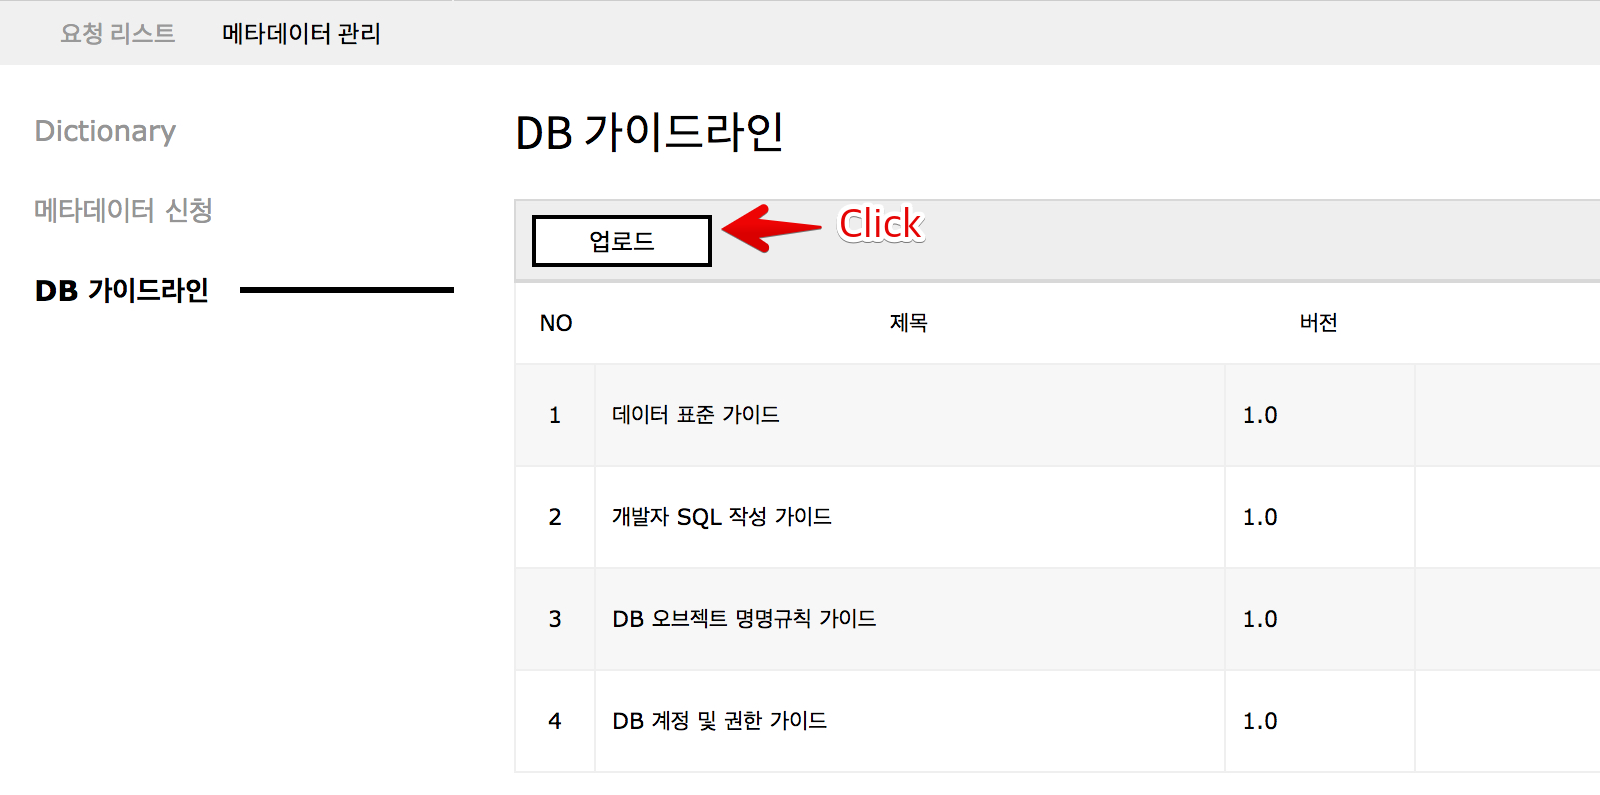 요청 리스트 메타데이터 관리
Dictionary
메타데이터 신청
DB 가이드라인
DB 가이드라인
업로드
Click
NO 제목 버전
1 데이터 표준 가이드 1.0
2 개발자 SQL 작성 가이드 1.0
3 DB 오브젝트 명명규칙 가이드 1.0
4 DB 계정 및 권한 가이드 1.0